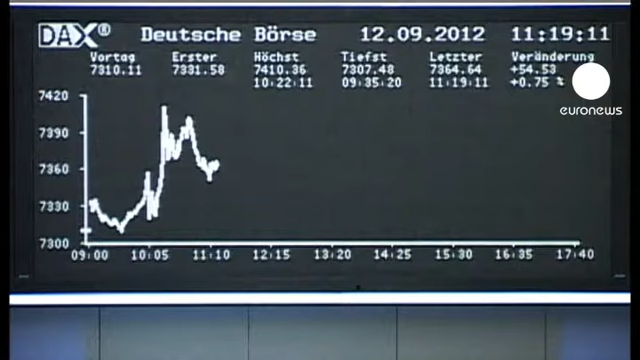 DAX® Deutsche Börse 12.09.2012 11:19:11
Vortag Erster Höchst Tiefst Letzter Veränderung
7310.11 7331.58 7410.36 7307.48 7364.64 +54.53
10:22:11 09:35:20 11:19:11 +0.75 %
euronews
7420
7390
7360
7330
7300
09:00 10:05 11:10 12:15 13:20 14:25 15:30 16:35 17:40